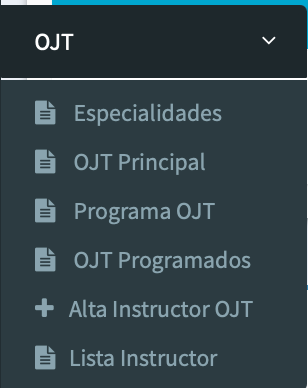 OJT
Especialidades
OJT Principal
Programa OJT
OJT Programados
Alta Instructor OJT
Lista Instructor